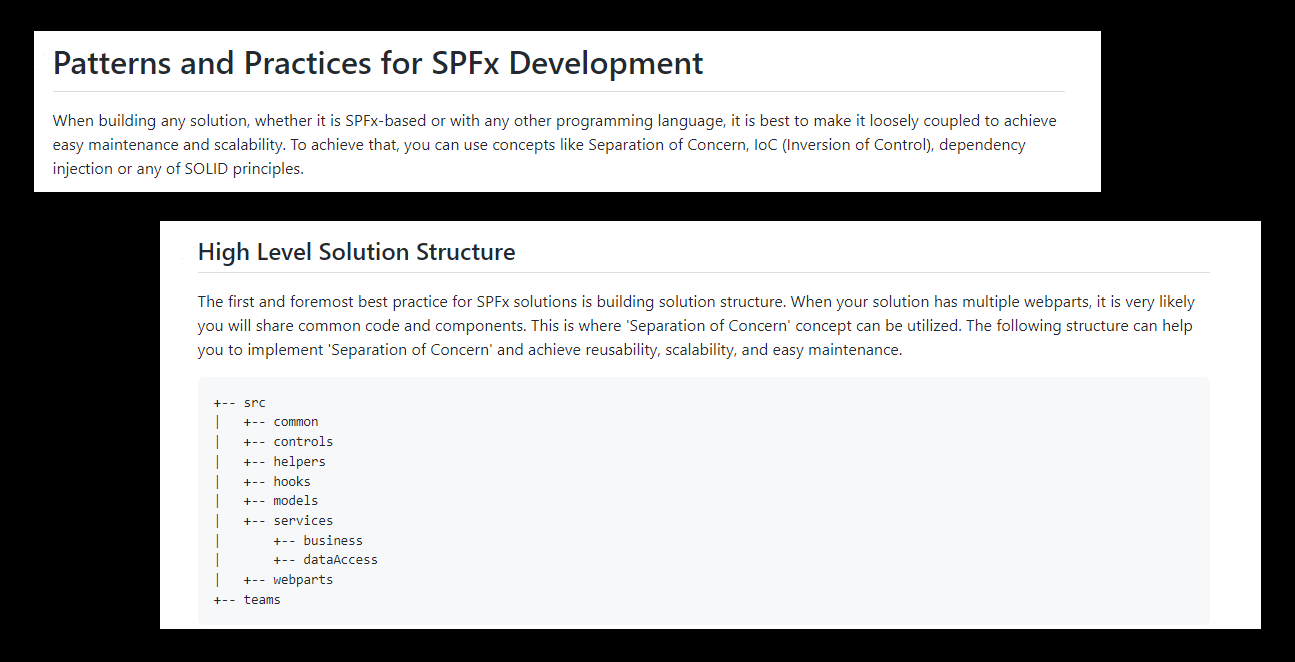 Patterns and Practices for SPFx Development
When building any solution, whether it is SPFx-based or with any other programming language, it is best to make it loosely coupled to achieve
easy maintenance and scalability. To achieve that, you can use concepts like Separation of Concern, IoC (Inversion of Control), dependency
injection or any of SOLID principles.
High Level Solution Structure
The first and foremost best practice for SPFx solutions is building solution structure. When your solution has multiple webparts, it is very likely
you will share common code and components. This is where 'Separation of Concern' concept can be utilized. The following structure can help
you to implement 'Separation of Concern' and achieve reusability, scalability, and easy maintenance.
+-- src
|   +-- common
|   +-- controls
|   +-- helpers
|   +-- hooks
|   +-- models
|   +-- services
|       +-- business
|       +-- dataAccess
|   +-- webparts
+-- teams